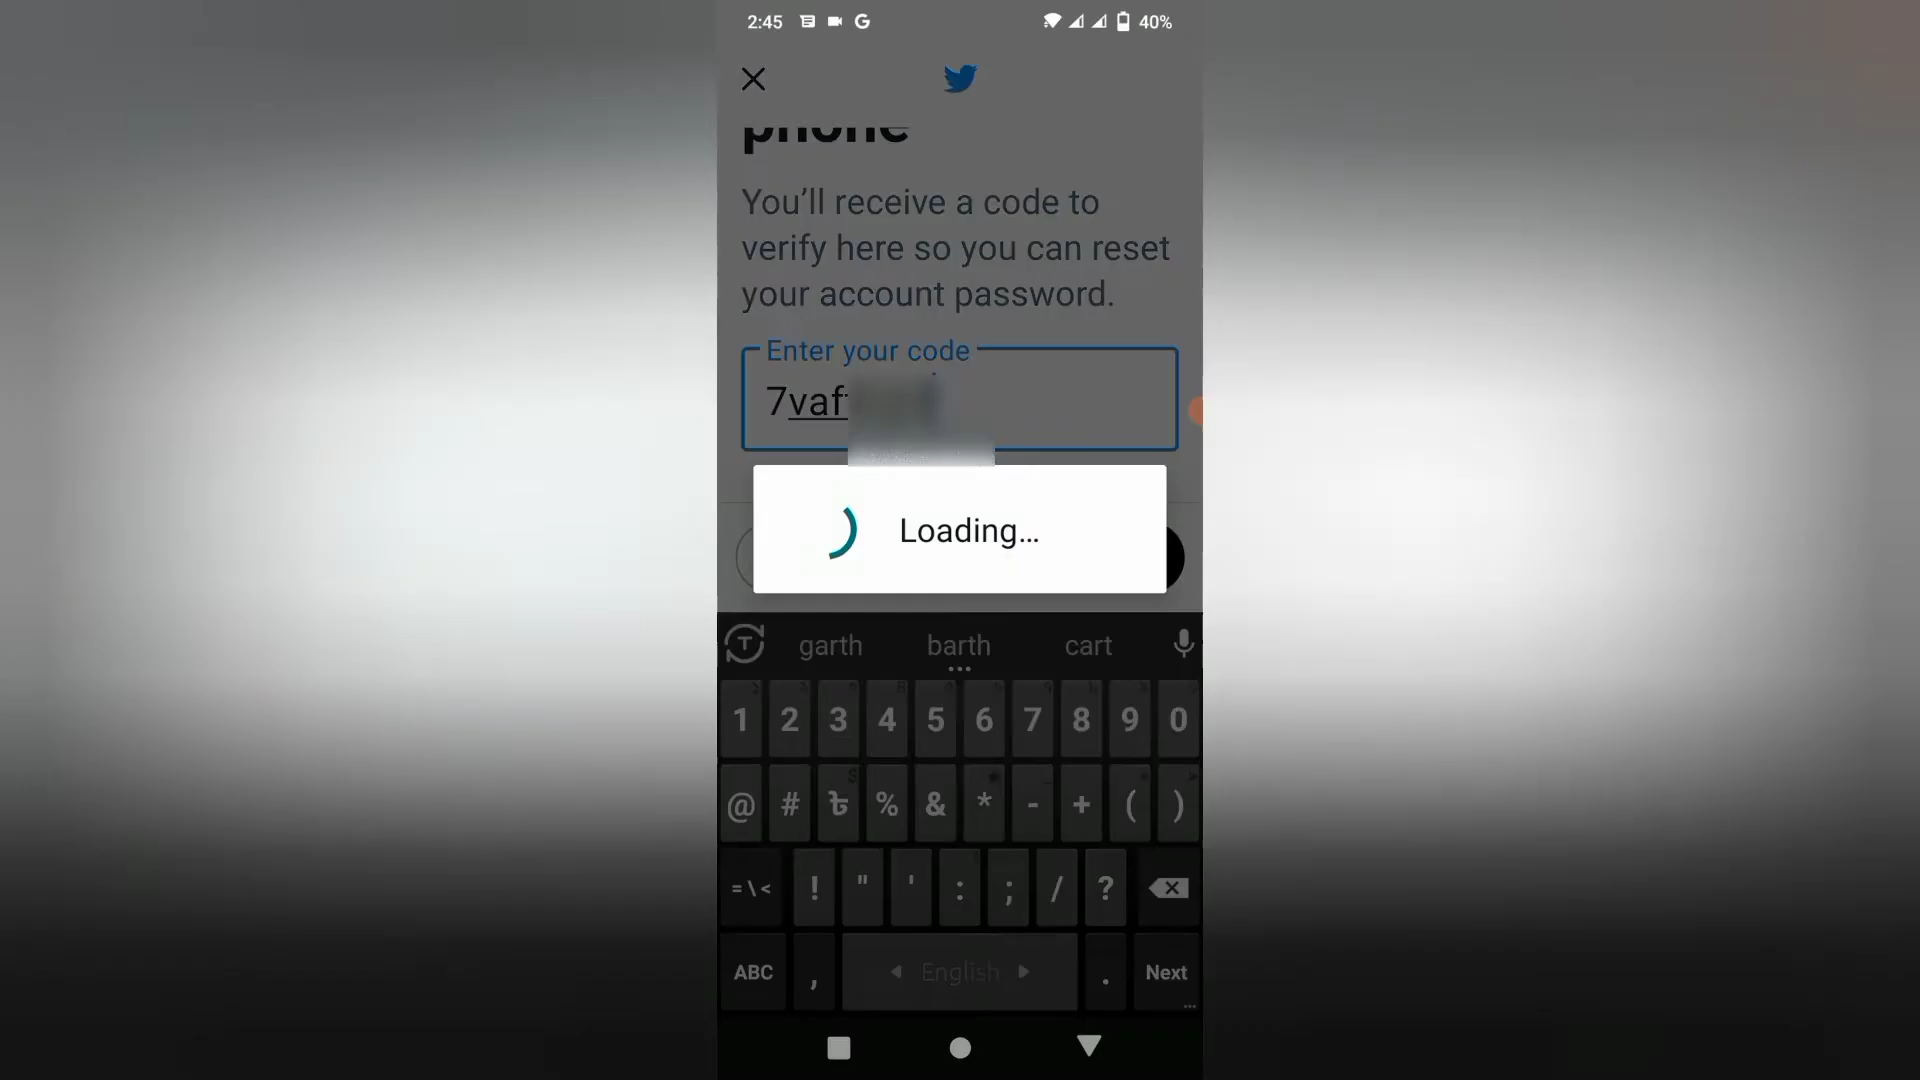 2:45 G 40%
phone
You’ll receive a code to
verify here so you can reset
your account password.
Enter your code
7vaf
Loading…
garth barth cart
1 2 3 4 5 6 7 8 9 0
@ # ৳ % & * - + ( )
= \ < ! " ' : ; / ?
ABC , English . Next